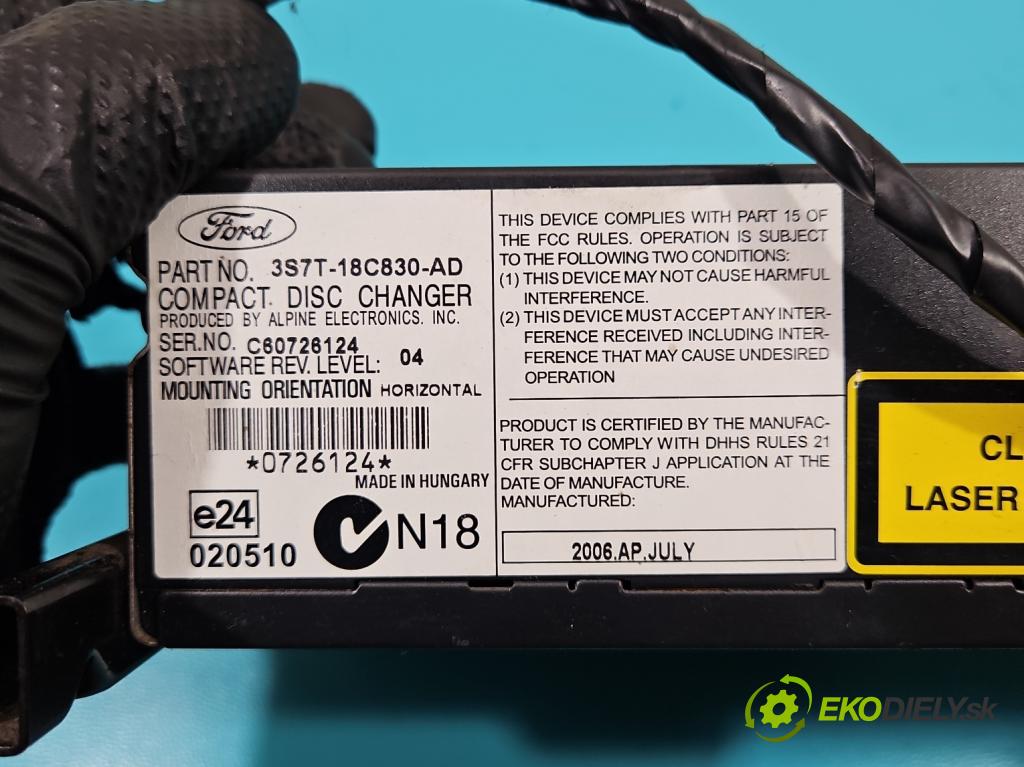 Ford
PART NO. 3S7T-18C830-AD
COMPACT DISC CHANGER
PRODUCED BY ALPINE ELECTRONICS. INC.
SER.NO. C60726124
SOFTWARE REV. LEVEL: 04
MOUNTING ORIENTATION HORIZONTAL
*0726124*
MADE IN HUNGARY
e24
020510
N18
THIS DEVICE COMPLIES WITH PART 15 OF
THE FCC RULES. OPERATION IS SUBJECT
TO THE FOLLOWING TWO CONDITIONS:
(1) THIS DEVICE MAY NOT CAUSE HARMFUL
INTERFERENCE.
(2) THIS DEVICE MUST ACCEPT ANY INTER-
FERENCE RECEIVED INCLUDING INTER-
FERENCE THAT MAY CAUSE UNDESIRED
OPERATION
PRODUCT IS CERTIFIED BY THE MANUFAC-
TURER TO COMPLY WITH DHHS RULES 21
CFR SUBCHAPTER J APPLICATION AT THE
DATE OF MANUFACTURE.
MANUFACTURED:
2006.AP.JULY
CL
LASER
EKODIELY.sk